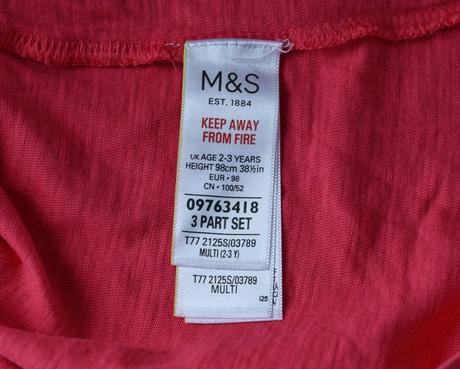 M&S
EST. 1884
KEEP AWAY
FROM FIRE
UK AGE 2-3 YEARS
HEIGHT 98cm 38½in
EUR • 98
CN • 100/52
09763418
3 PART SET
T77 2125S/03789
MULTI (2-3 Y)
T77 2125S/03789
MULTI
125